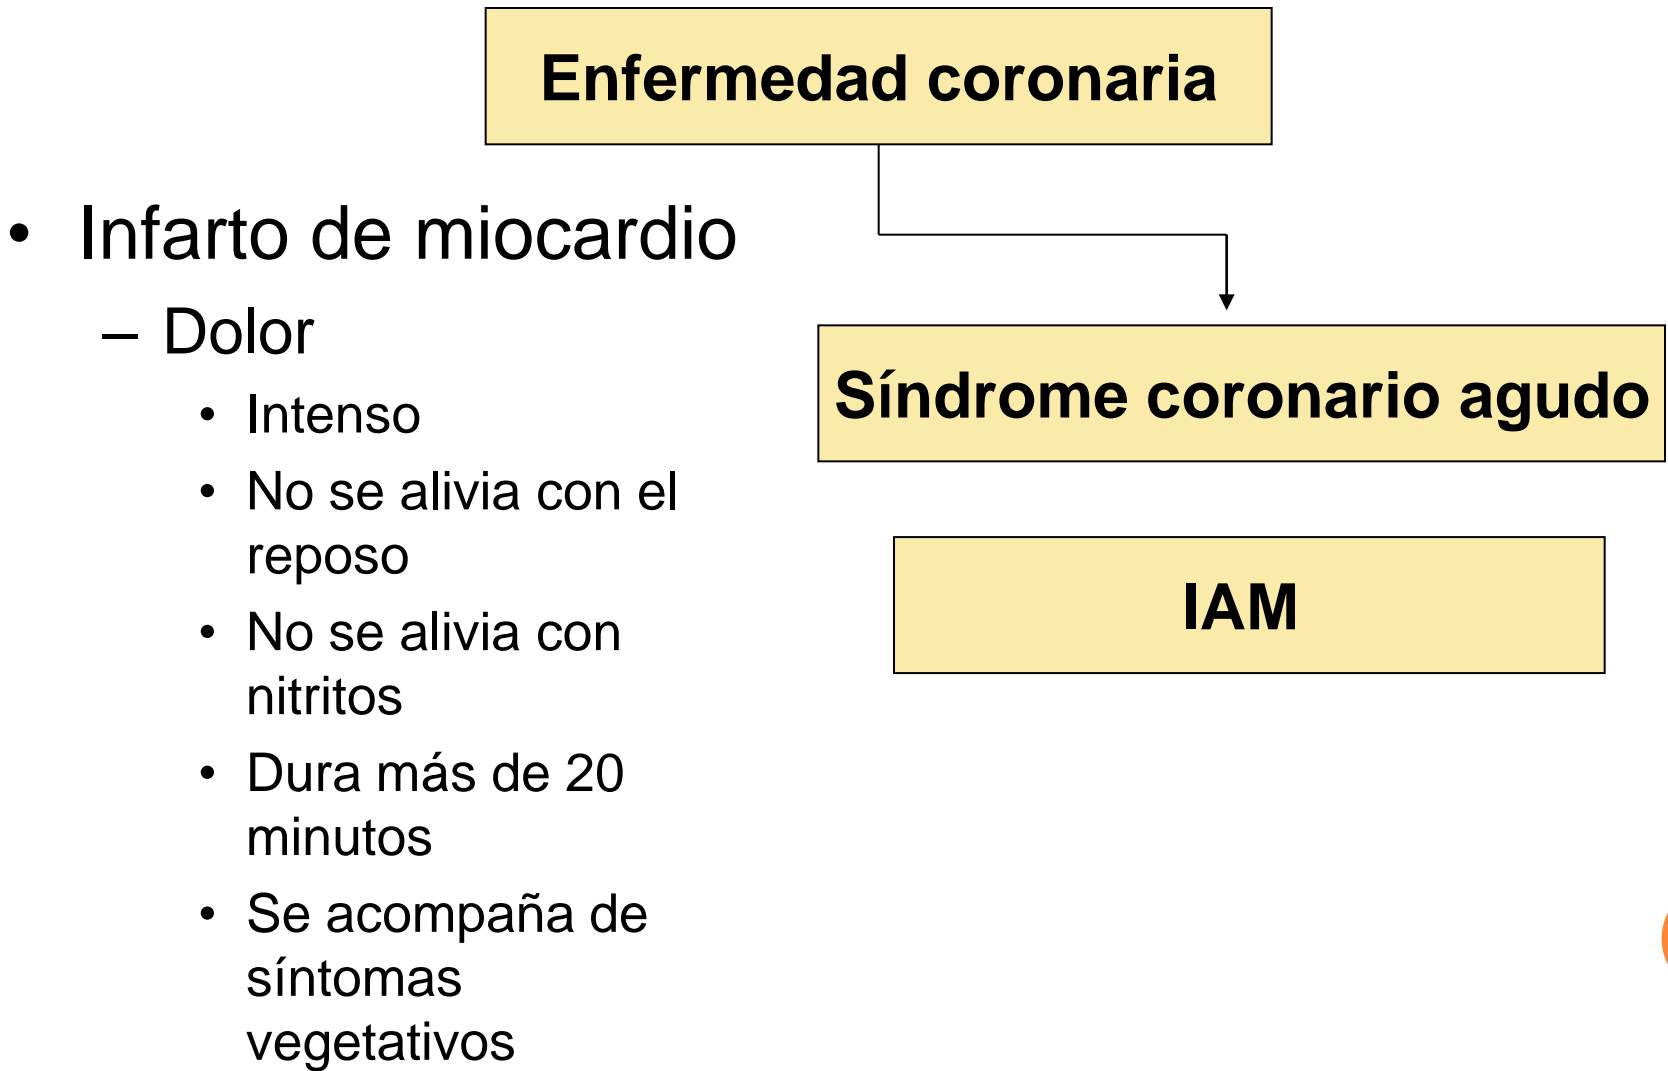 Enfermedad coronaria
• Infarto de miocardio
– Dolor
• Intenso
• No se alivia con el
reposo
• No se alivia con
nitritos
• Dura más de 20
minutos
• Se acompaña de
síntomas
vegetativos
Síndrome coronario agudo
IAM